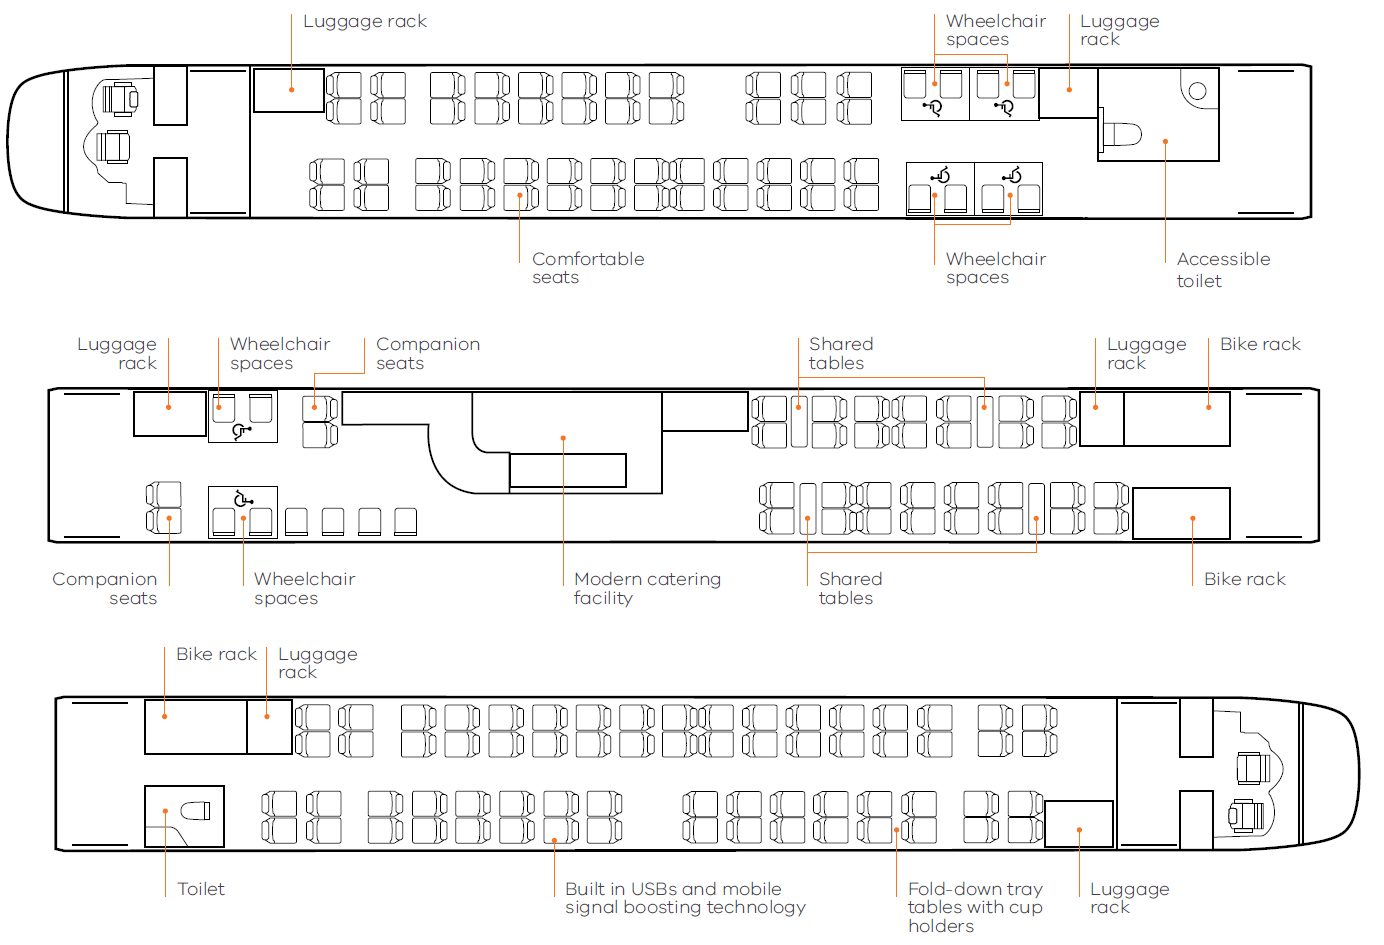 Luggage rack
Wheelchair
spaces
Luggage
rack
Comfortable
seats
Wheelchair
spaces
Accessible
toilet
Luggage
rack
Wheelchair
spaces
Companion
seats
Shared
tables
Luggage
rack
Bike rack
Companion
seats
Wheelchair
spaces
Modern catering
facility
Shared
tables
Bike rack
Bike rack
Luggage
rack
Toilet
Built in USBs and mobile
signal boosting technology
Fold-down tray
tables with cup
holders
Luggage
rack